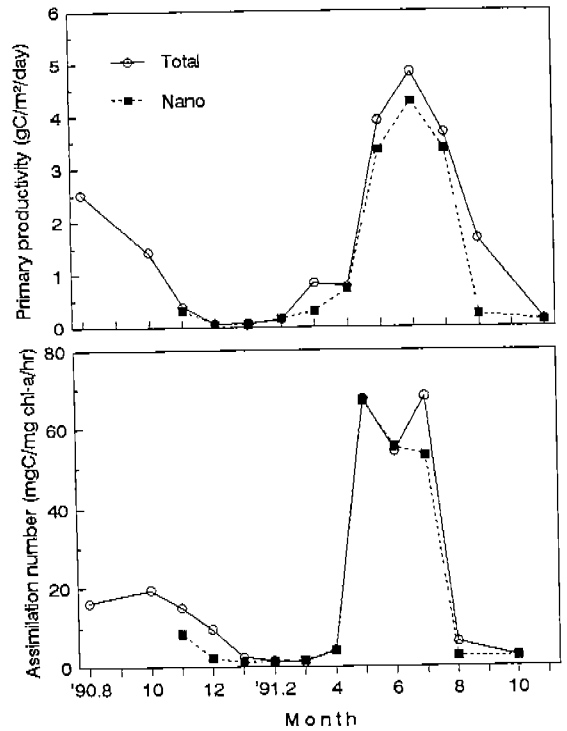 6
5
4
3
2
1
0
Primary productivity (gC/m²/day)
Total
Nano
80
60
40
20
0
Assimilation number (mgC/mg chl-a/hr)
'90.8 10 12 '91.2 4 6 8 10
Month